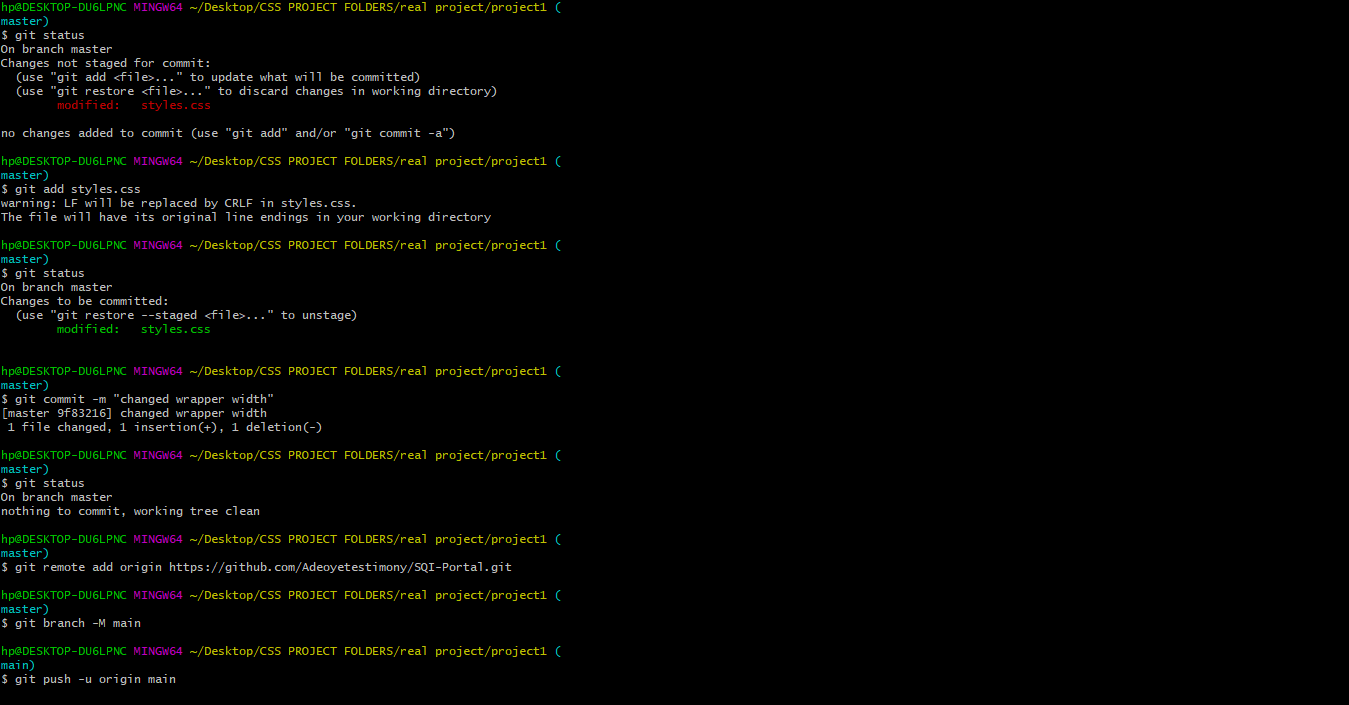 hp@DESKTOP-DU6LPNC MINGW64 ~/Desktop/CSS PROJECT FOLDERS/real project/project1 (
master)
$ git status
On branch master
Changes not staged for commit:
  (use "git add <file>..." to update what will be committed)
  (use "git restore <file>..." to discard changes in working directory)
        modified:   styles.css

no changes added to commit (use "git add" and/or "git commit -a")

hp@DESKTOP-DU6LPNC MINGW64 ~/Desktop/CSS PROJECT FOLDERS/real project/project1 (
master)
$ git add styles.css
warning: LF will be replaced by CRLF in styles.css.
The file will have its original line endings in your working directory

hp@DESKTOP-DU6LPNC MINGW64 ~/Desktop/CSS PROJECT FOLDERS/real project/project1 (
master)
$ git status
On branch master
Changes to be committed:
  (use "git restore --staged <file>..." to unstage)
        modified:   styles.css


hp@DESKTOP-DU6LPNC MINGW64 ~/Desktop/CSS PROJECT FOLDERS/real project/project1 (
master)
$ git commit -m "changed wrapper width"
[master 9f83216] changed wrapper width
 1 file changed, 1 insertion(+), 1 deletion(-)

hp@DESKTOP-DU6LPNC MINGW64 ~/Desktop/CSS PROJECT FOLDERS/real project/project1 (
master)
$ git status
On branch master
nothing to commit, working tree clean

hp@DESKTOP-DU6LPNC MINGW64 ~/Desktop/CSS PROJECT FOLDERS/real project/project1 (
master)
$ git remote add origin https://github.com/Adeoyetestimony/SQI-Portal.git

hp@DESKTOP-DU6LPNC MINGW64 ~/Desktop/CSS PROJECT FOLDERS/real project/project1 (
master)
$ git branch -M main

hp@DESKTOP-DU6LPNC MINGW64 ~/Desktop/CSS PROJECT FOLDERS/real project/project1 (
main)
$ git push -u origin main